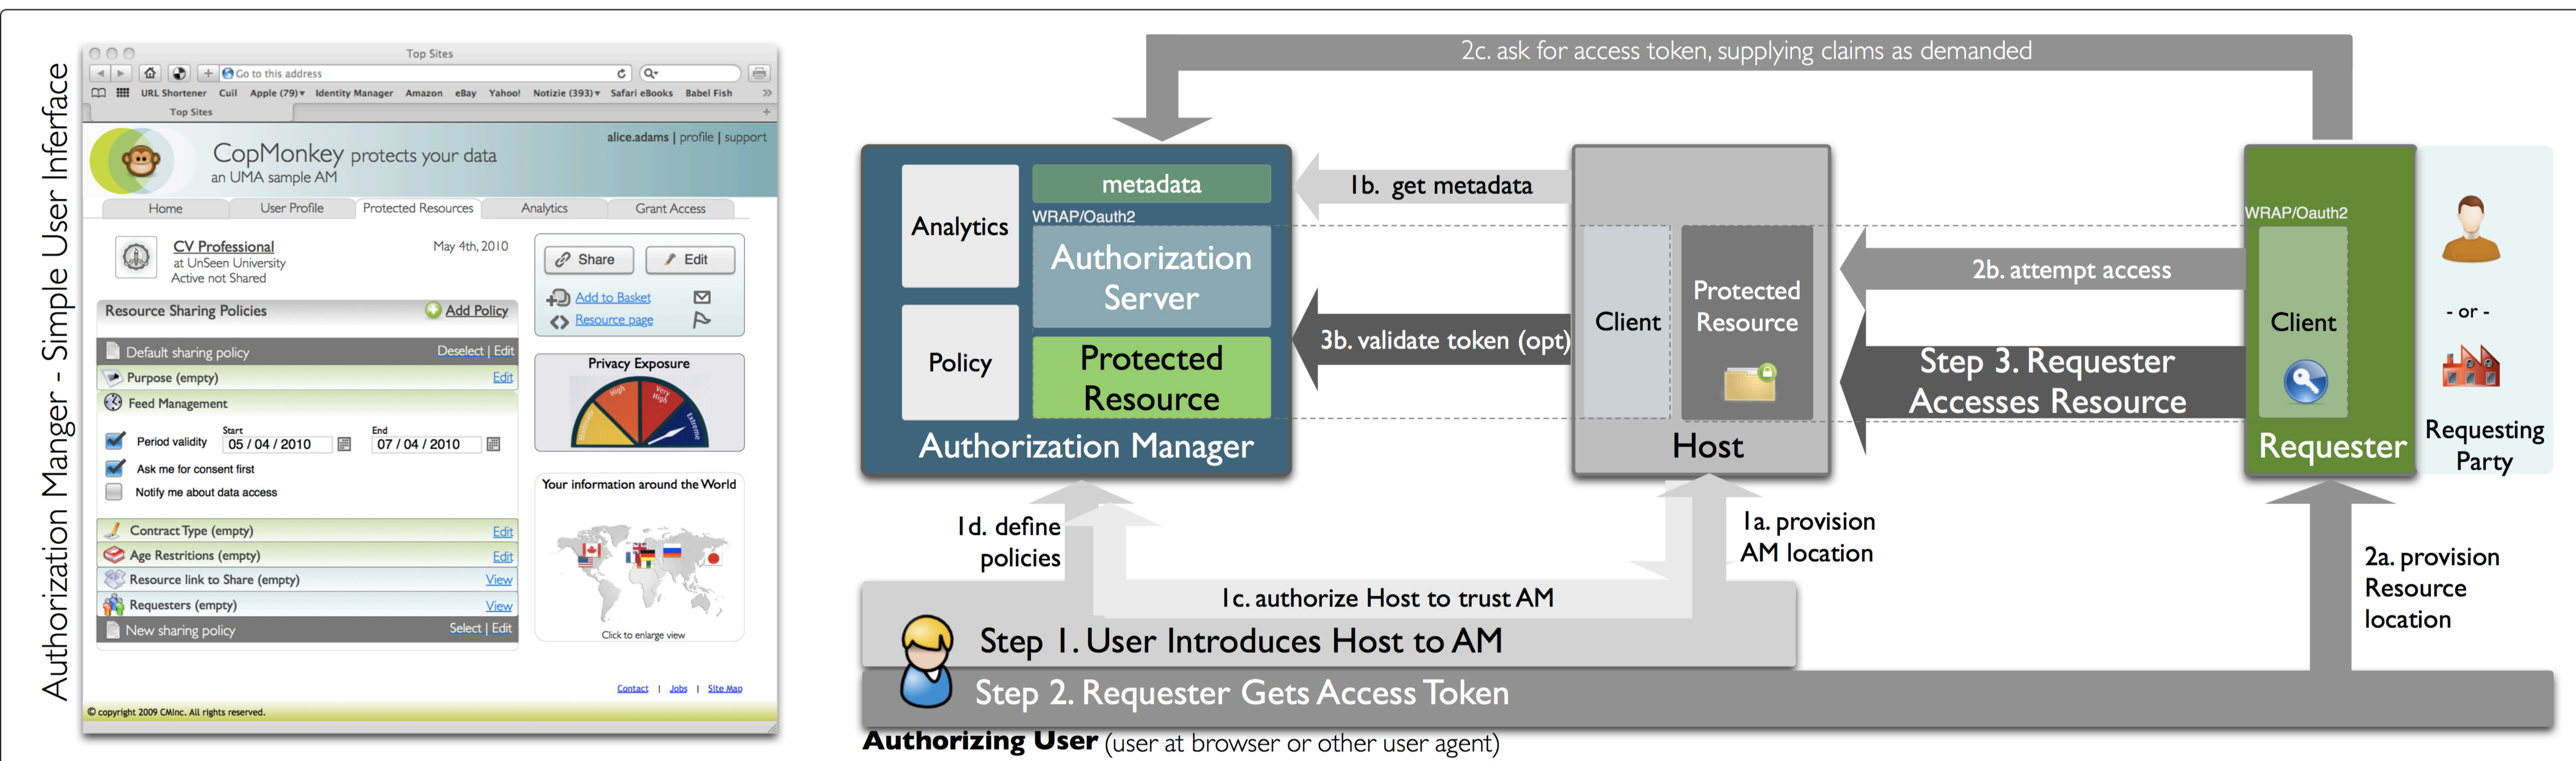 Authorization Manger - Simple User Inferface
Top Sites
Go to this address
URL Shortener Cuil Apple (79)▾ Identity Manager Amazon eBay Yahoo! Notizie (393)▾ Safari eBooks Babel Fish »
Top Sites
alice.adams | profile | support
CopMonkey protects your data
an UMA sample AM
Home User Profile Protected Resources Analytics Grant Access
CV Professional
at UnSeen University
Active not Shared
May 4th, 2010
Share Edit
Add to Basket
Resource page
Resource Sharing Policies Add Policy
Default sharing policy Deselect | Edit
Purpose (empty) Edit
Feed Management
Start End
Period validity 05 / 04 / 2010 07 / 04 / 2010
Ask me for consent first
Notify me about data access
Contract Type (empty) Edit
Age Restritions (empty) Edit
Resource link to Share (empty) View
Requesters (empty) View
New sharing policy Select | Edit
Privacy Exposure
Moderate
High
Very
High
Extreme
Your information around the World
Click to enlarge view
Contact | Jobs | Site Map
© copyright 2009 CMInc. All rights reserved.
2c. ask for access token, supplying claims as demanded
Analytics
Policy
metadata
WRAP/Oauth2
Authorization
Server
Protected
Resource
Authorization Manager
1b. get metadata
3b. validate token (opt)
Client
Protected
Resource
Host
2b. attempt access
Step 3. Requester
Accesses Resource
WRAP/Oauth2
Client
Requester
- or -
Requesting
Party
1d. define
policies
1a. provision
AM location
2a. provision
Resource
location
1c. authorize Host to trust AM
Step 1. User Introduces Host to AM
Step 2. Requester Gets Access Token
Authorizing User (user at browser or other user agent)